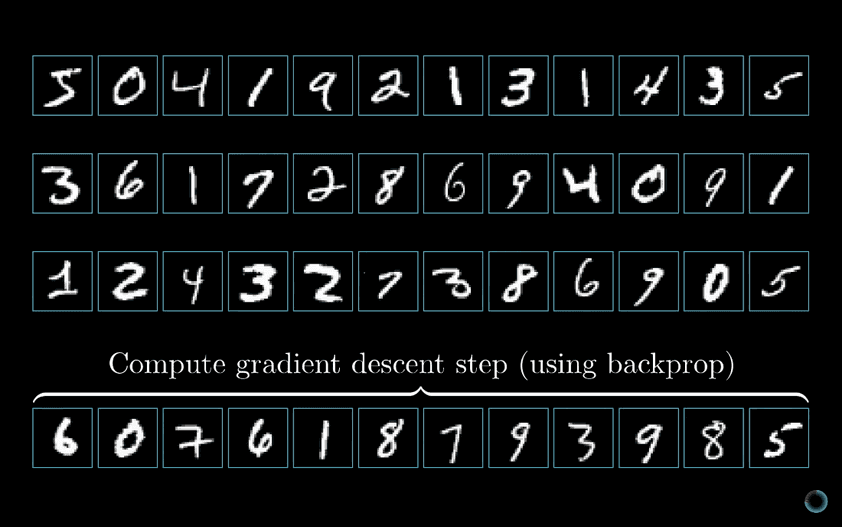 5 0 4 1 9 2 1 3 1 4 3 5
3 6 1 7 2 8 6 9 4 0 9 1
1 2 4 3 2 7 3 8 6 9 0 5
Compute gradient descent step (using backprop)
6 0 7 6 1 8 7 9 3 9 8 5